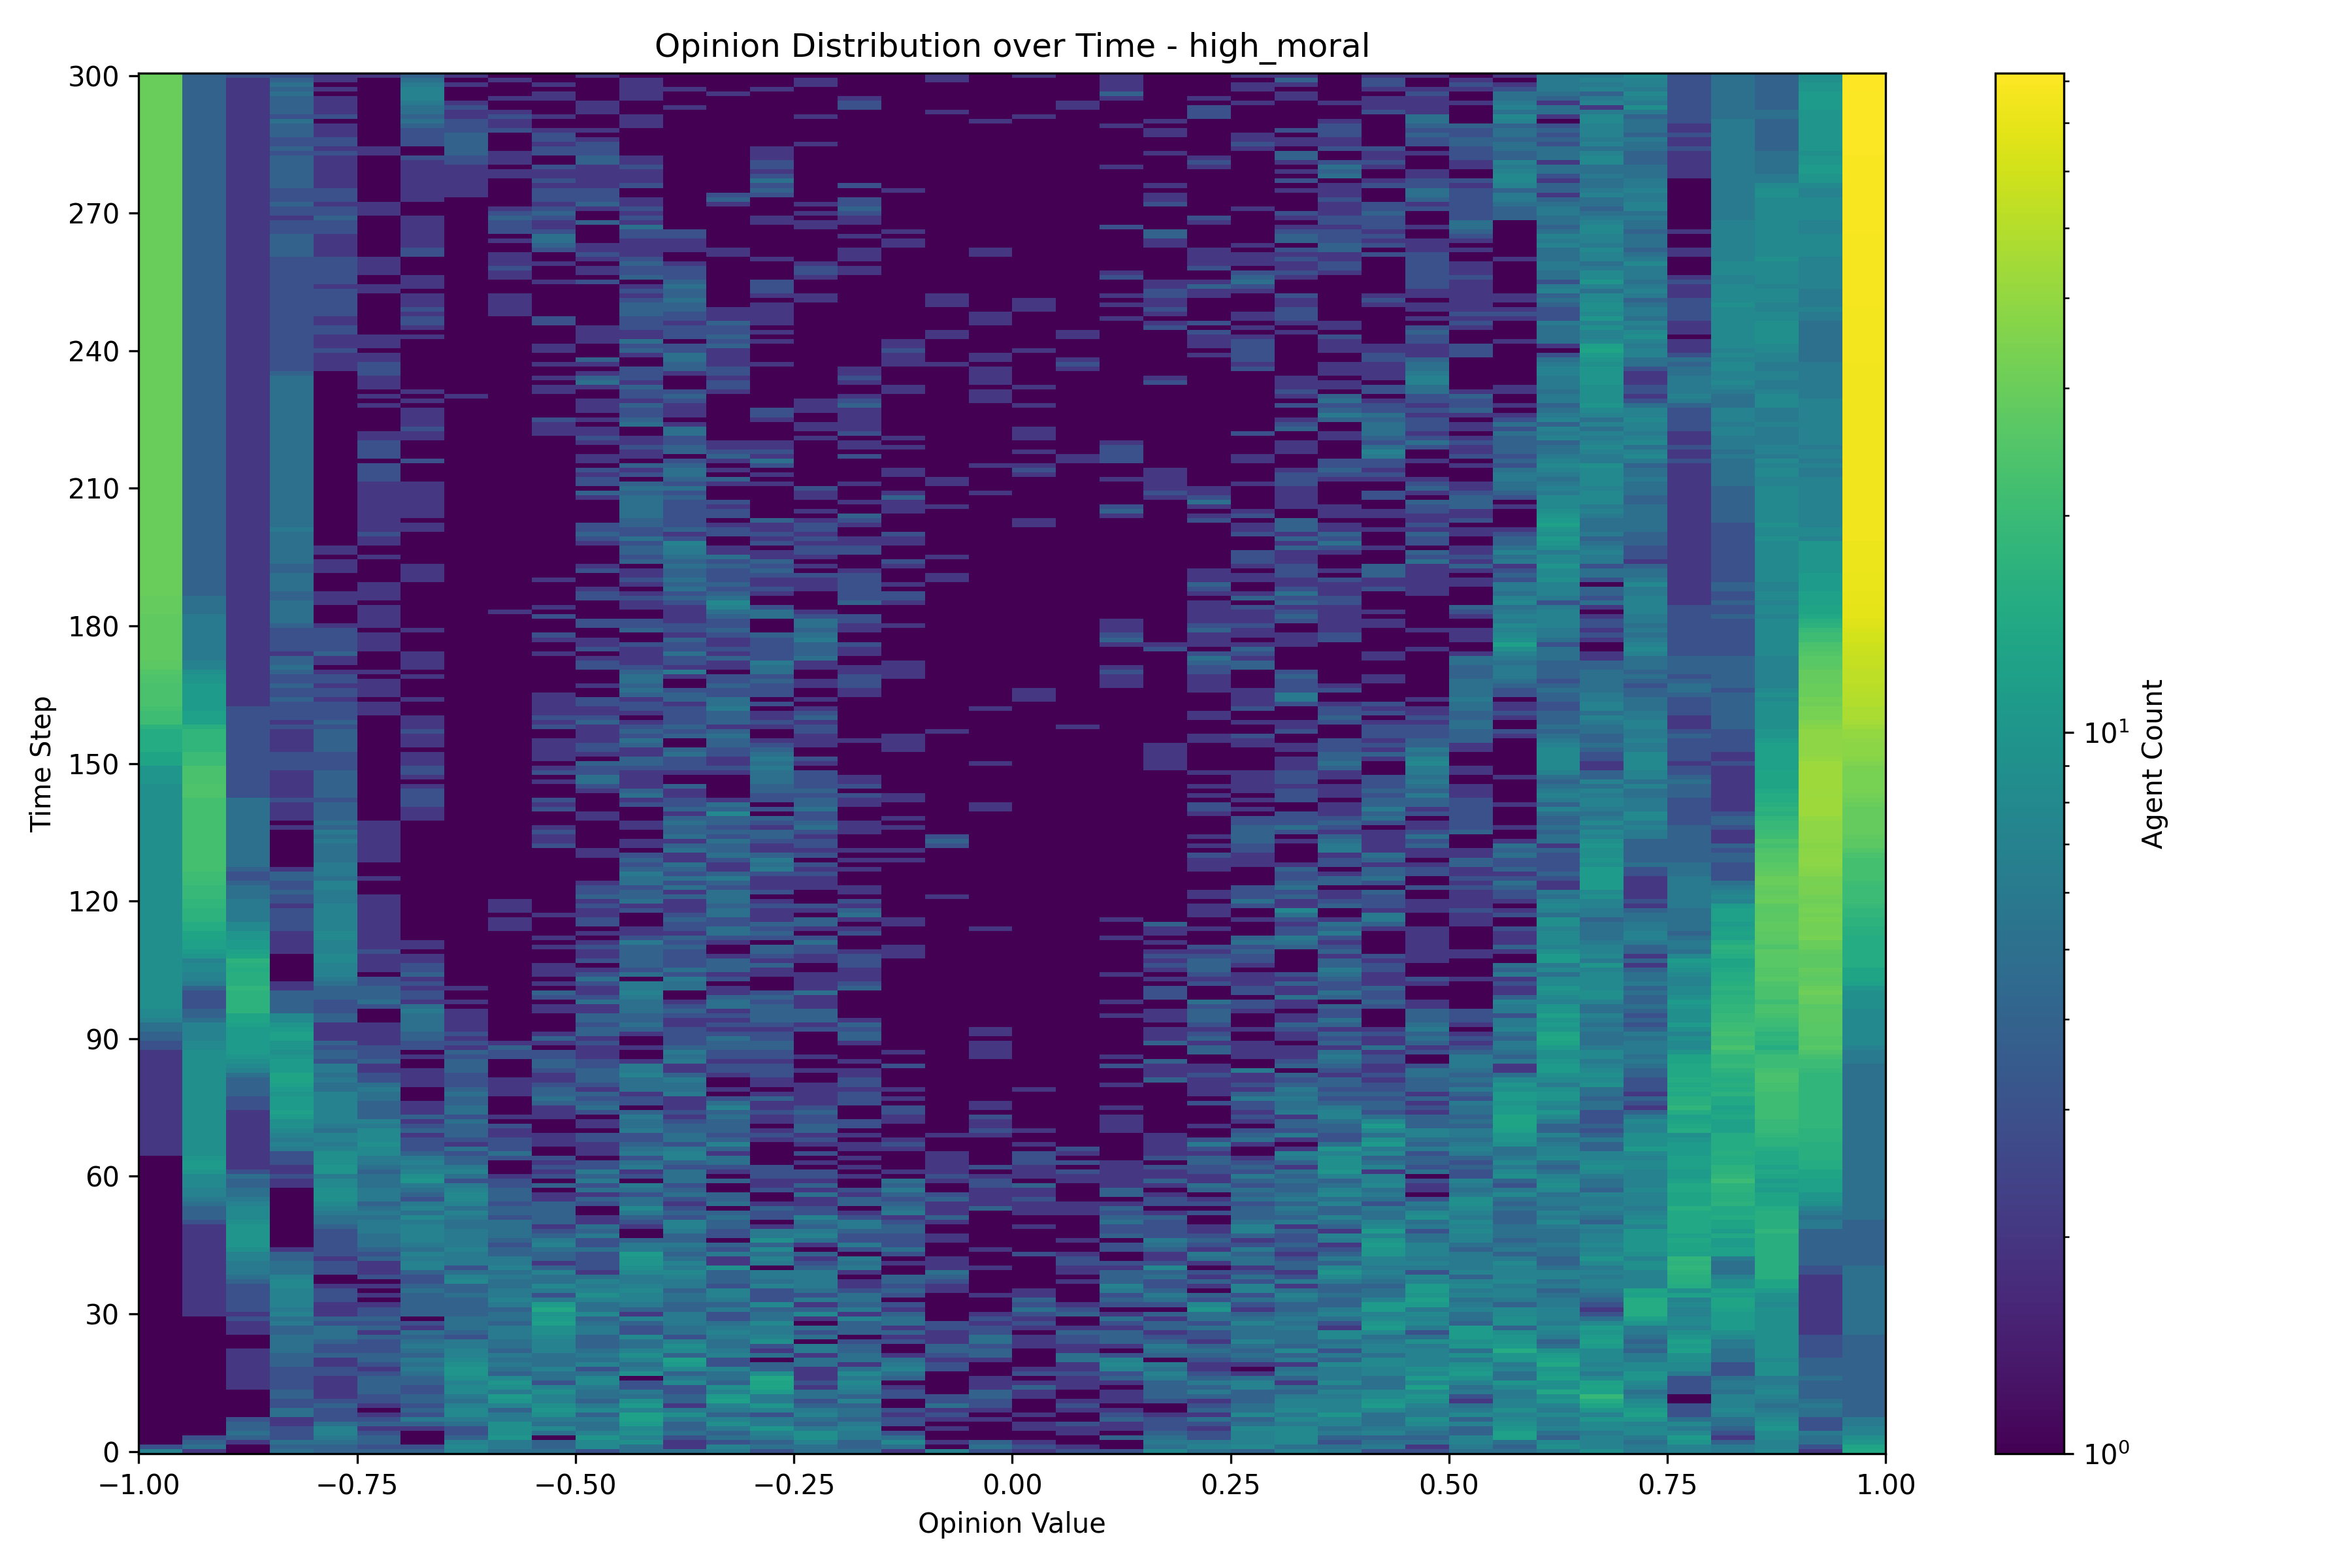 Opinion Distribution over Time - high_moral
300
270
240
210
180
150
120
90
60
30
0
Time Step
−1.00 −0.75 −0.50 −0.25 0.00 0.25 0.50 0.75 1.00
Opinion Value
10¹
10⁰
Agent Count